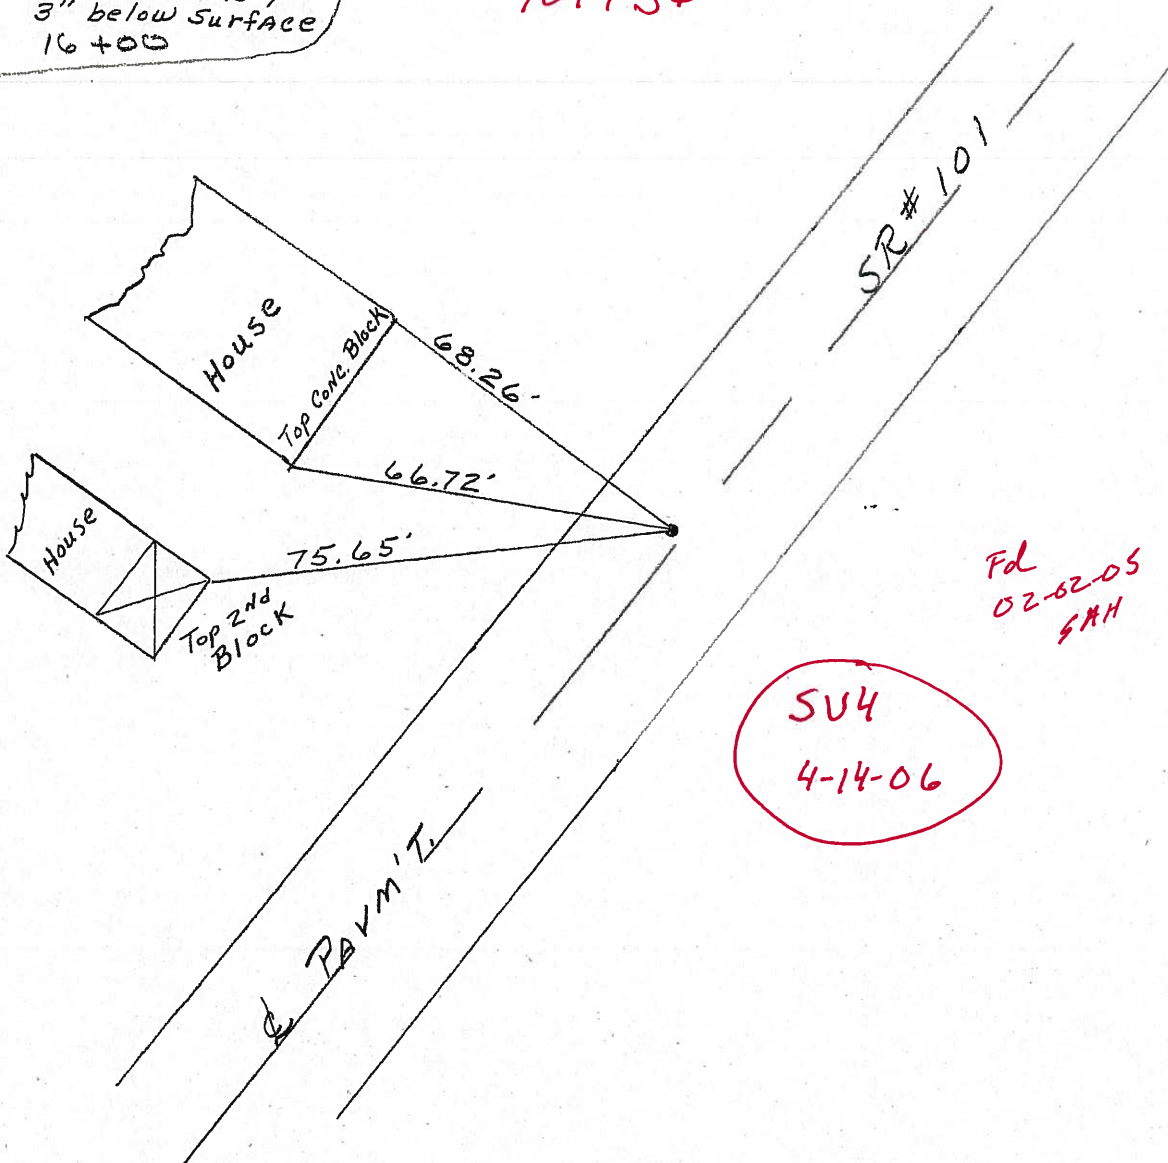 3" below surface
16 +00
SR # 101
House
Top Conc. Block
68.26'
66.72'
House
75.65'
Top 2nd
Block
Fd
02-02-05
SAH
SV4
4-14-06
℄ PAVM'T.